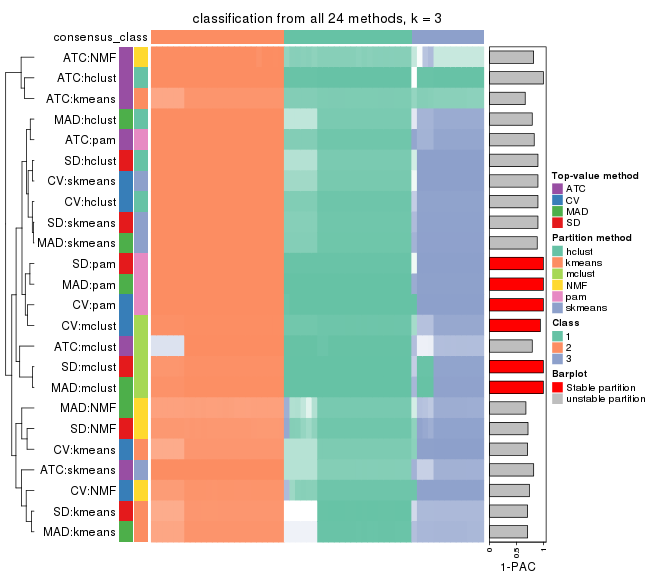 classification from all 24 methods, k = 3
consensus_class
ATC:NMF
ATC:hclust
ATC:kmeans
MAD:hclust
ATC:pam
SD:hclust
CV:skmeans
CV:hclust
SD:skmeans
MAD:skmeans
SD:pam
MAD:pam
CV:pam
CV:mclust
ATC:mclust
SD:mclust
MAD:mclust
MAD:NMF
SD:NMF
CV:kmeans
ATC:skmeans
CV:NMF
SD:kmeans
MAD:kmeans
0
0.5
1
1-PAC
Top-value method
ATC
CV
MAD
SD
Partition method
hclust
kmeans
mclust
NMF
pam
skmeans
Class
1
2
3
Barplot
Stable partition
unstable partition